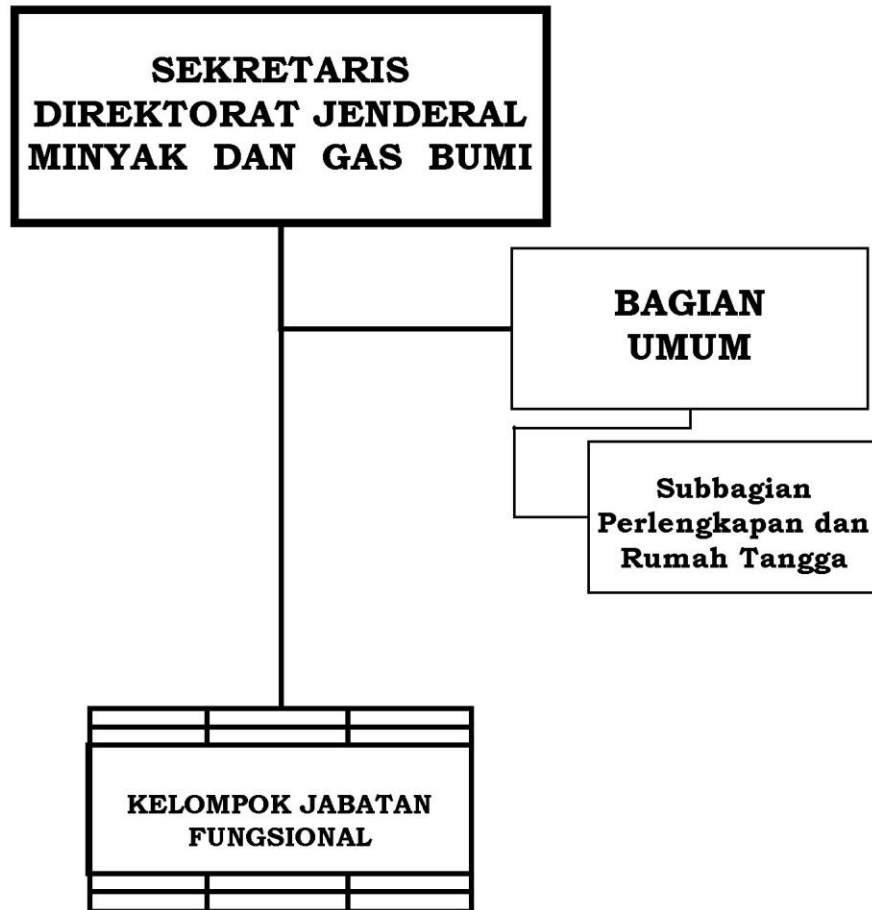 SEKRETARIS
DIREKTORAT JENDERAL
MINYAK DAN GAS BUMI
BAGIAN
UMUM
Subbagian
Perlengkapan dan
Rumah Tangga
KELOMPOK JABATAN
FUNGSIONAL